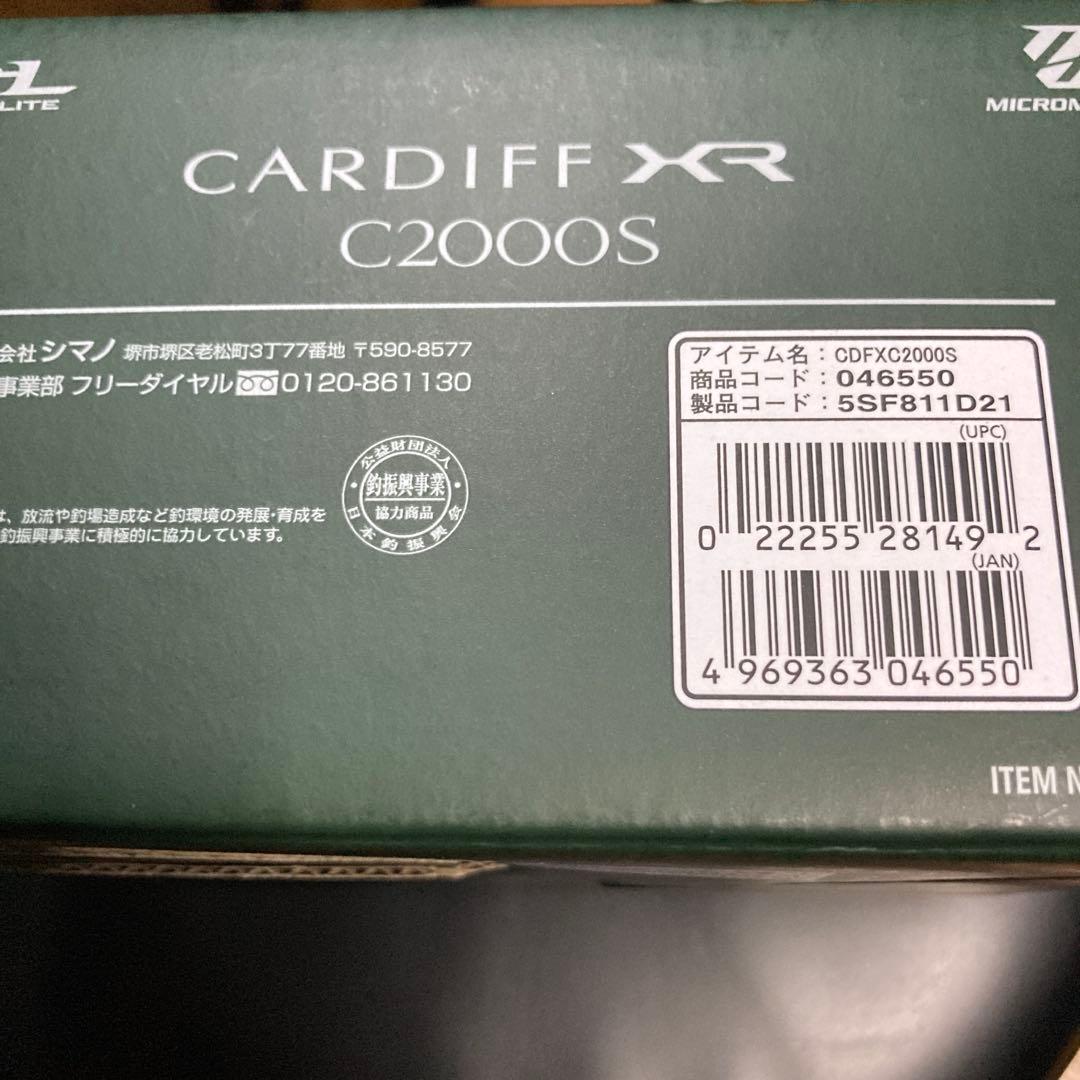 LITE
MICROM
CARDIFF XR
C2000S
会社 シマノ 堺市堺区老松町3丁77番地 〒590-8577
事業部 フリーダイヤル 0120-861130
公益財団法人
釣振興事業
協力商品
日本釣振興会
放流や釣場造成など釣環境の発展・育成を
釣振興事業に積極的に協力しています。
アイテム名：CDFXC2000S
商品コード：046550
製品コード：5SF811D21
(UPC)
0 22255 28149 2
(JAN)
4 969363 046550
ITEM N